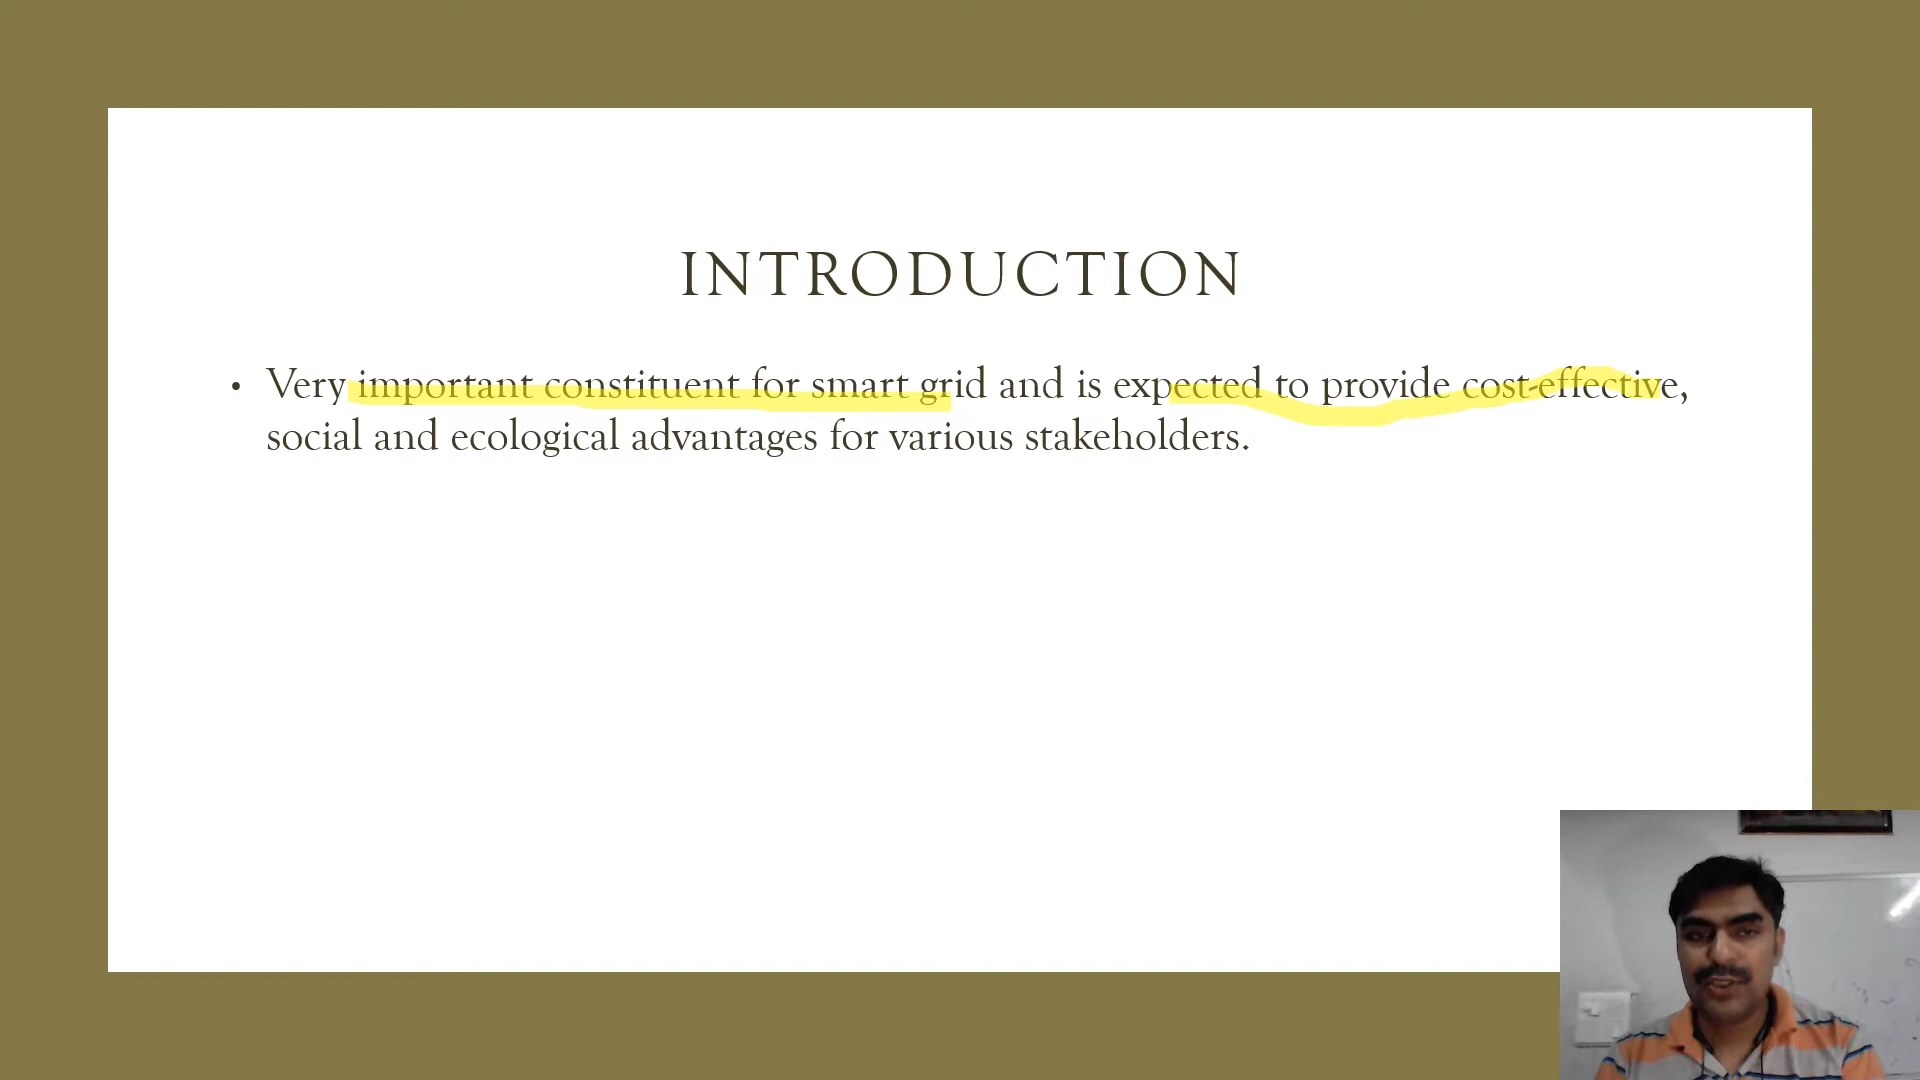 INTRODUCTION
• Very important constituent for smart grid and is expected to provide cost-effective,
social and ecological advantages for various stakeholders.